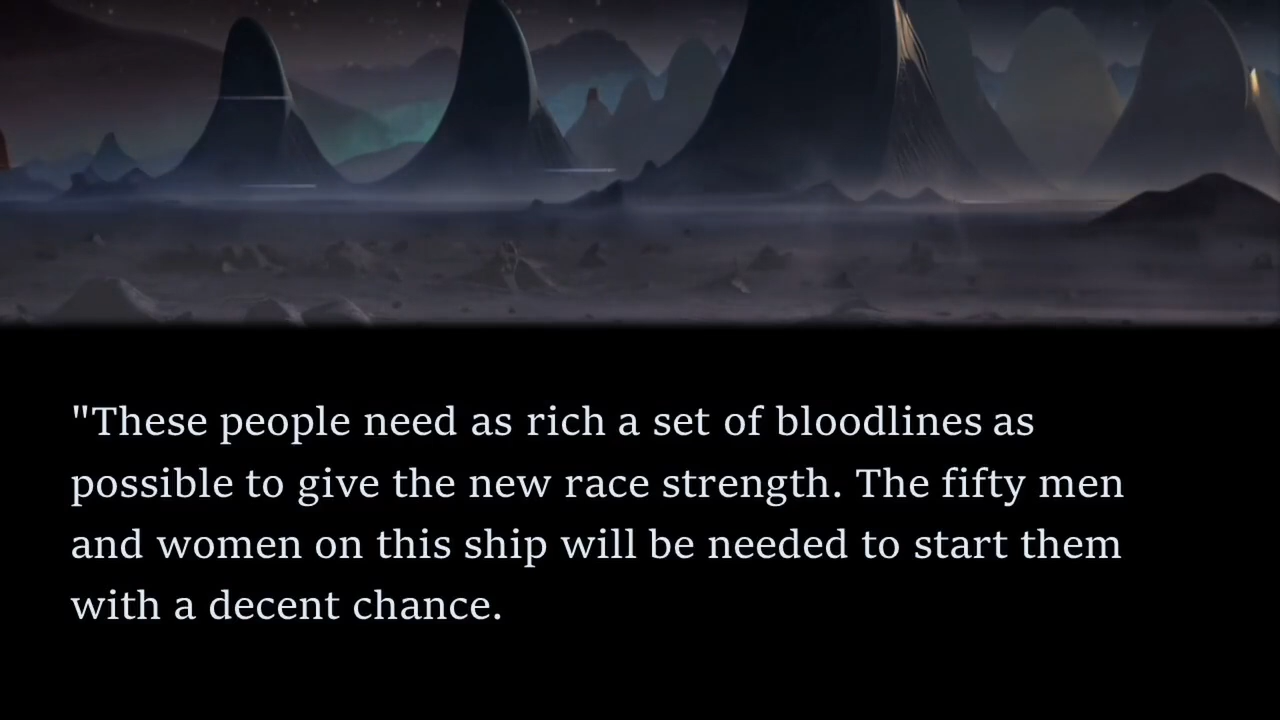 "These people need as rich a set of bloodlines as
possible to give the new race strength. The fifty men
and women on this ship will be needed to start them
with a decent chance.